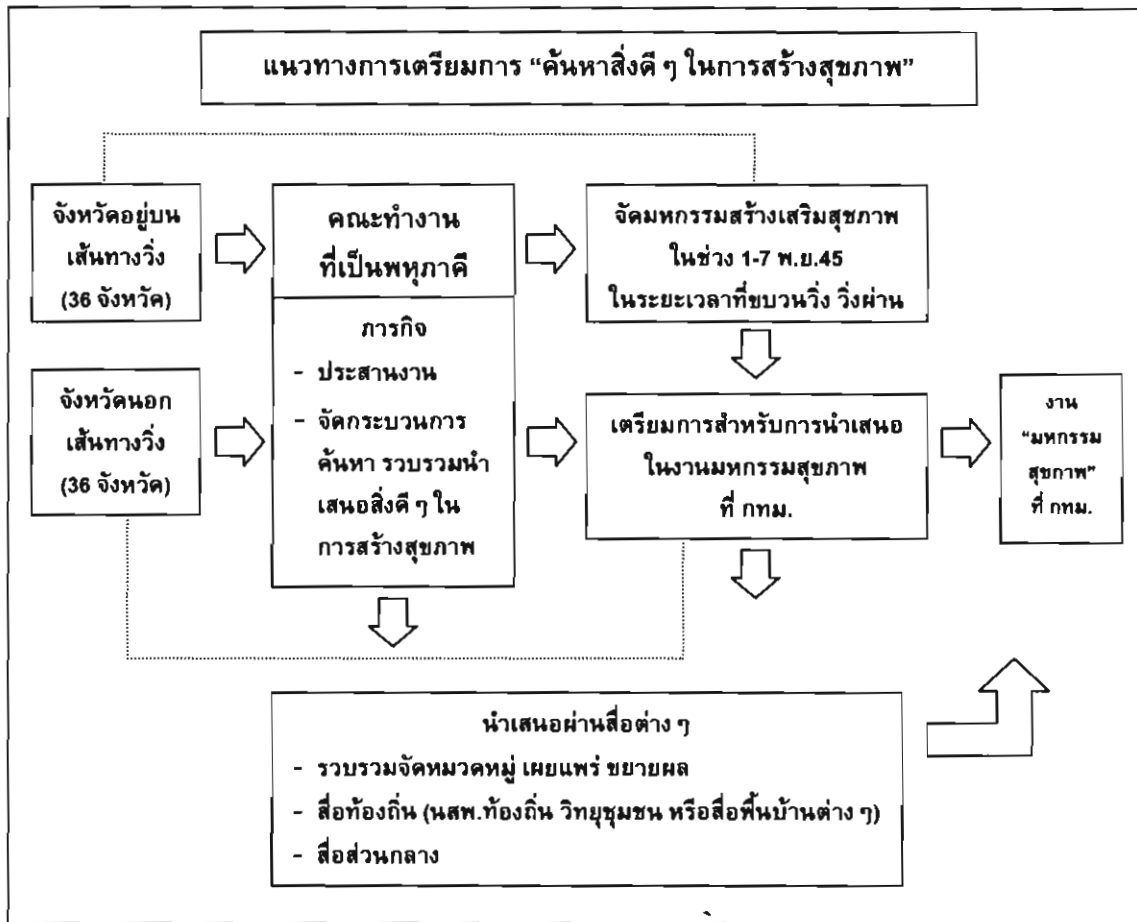 แนวทางการเตรียมการ “ค้นหาสิ่งดี ๆ ในการสร้างสุขภาพ”
จังหวัดอยู่บน
เส้นทางวิ่ง
(36 จังหวัด)
คณะทำงาน
ที่เป็นพหุภาคี
ภารกิจ
- ประสานงาน
- จัดกระบวนการ
ค้นหา รวบรวมนำ
เสนอสิ่งดี ๆ ใน
การสร้างสุขภาพ
จัดมหกรรมสร้างเสริมสุขภาพ
ในช่วง 1-7 พ.ย.45
ในระยะเวลาที่ขบวนวิ่ง วิ่งผ่าน
จังหวัดนอก
เส้นทางวิ่ง
(36 จังหวัด)
เตรียมการสำหรับการนำเสนอ
ในงานมหกรรมสุขภาพ
ที่ กทม.
งาน
“มหกรรม
สุขภาพ”
ที่ กทม.
นำเสนอผ่านสื่อต่าง ๆ
- รวบรวมจัดหมวดหมู่ เผยแพร่ ขยายผล
- สื่อท้องถิ่น (นสพ.ท้องถิ่น วิทยุชุมชน หรือสื่อพื้นบ้านต่าง ๆ)
- สื่อส่วนกลาง